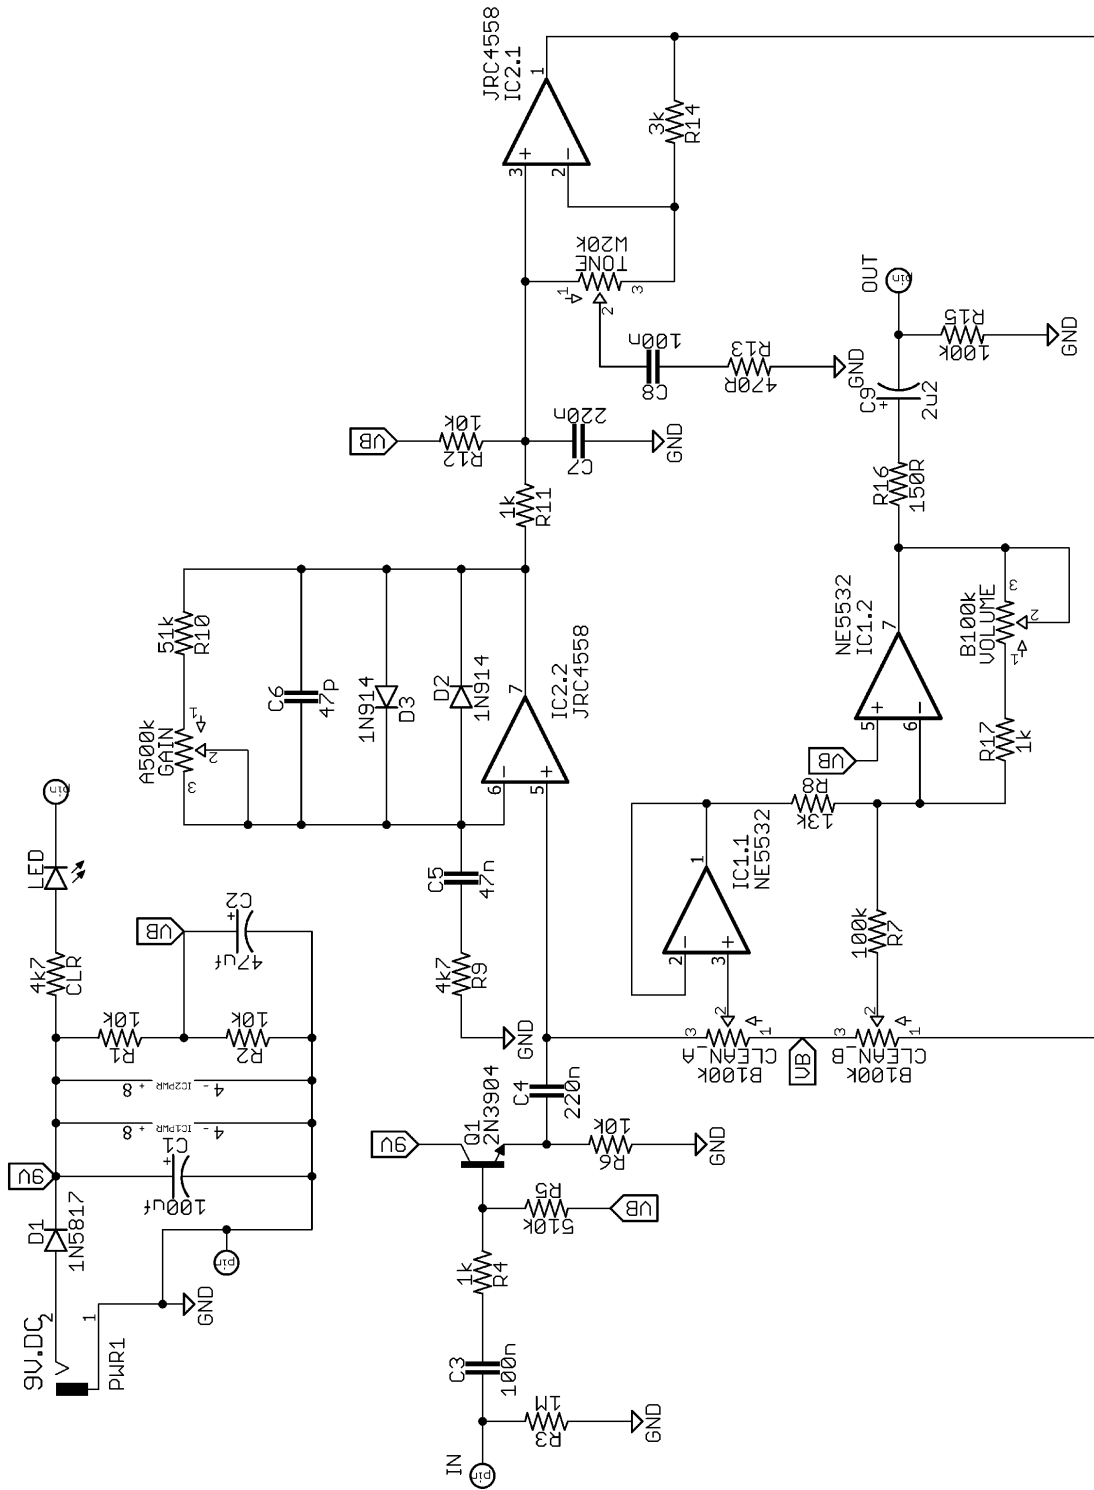 9V.DC
PWR1
2
1
GND
D1
1N5817
9V
C1
100uf
+
4 - IC1PWR + 8
4 - IC2PWR + 8
R1
10k
R2
10k
VB
C2
47uf
+
4k7
CLR
LED
pin
pin
IN
pin
R3
1M
GND
C3
100n
1k
R4
R5
510k
VB
9V
Q1
2N3904
R6
10k
GND
C4
220n
GND
4k7
R9
C5
47n
A500k
GAIN
3
2
1
51k
R10
C6
47p
1N914
D3
D2
1N914
6
5
-
+
7
IC2.2
JRC4558
1k
R11
VB
R12
10k
C7
220n
GND
TONE
W20k
1
2
3
C8
100n
R13
470R
GND
3
2
+
-
1
JRC4558
IC2.1
3k
R14
CLEAN_A
B100k
3
2
1
VB
CLEAN_B
B100k
3
2
1
2
3
-
+
1
IC1.1
NE5532
100k
R7
R8
13k
VB
5
6
+
-
7
NE5532
IC1.2
R17
1k
B100k
VOLUME
1
2
3
R16
150R
C9
2u2
+
OUT
pin
R15
100k
GND